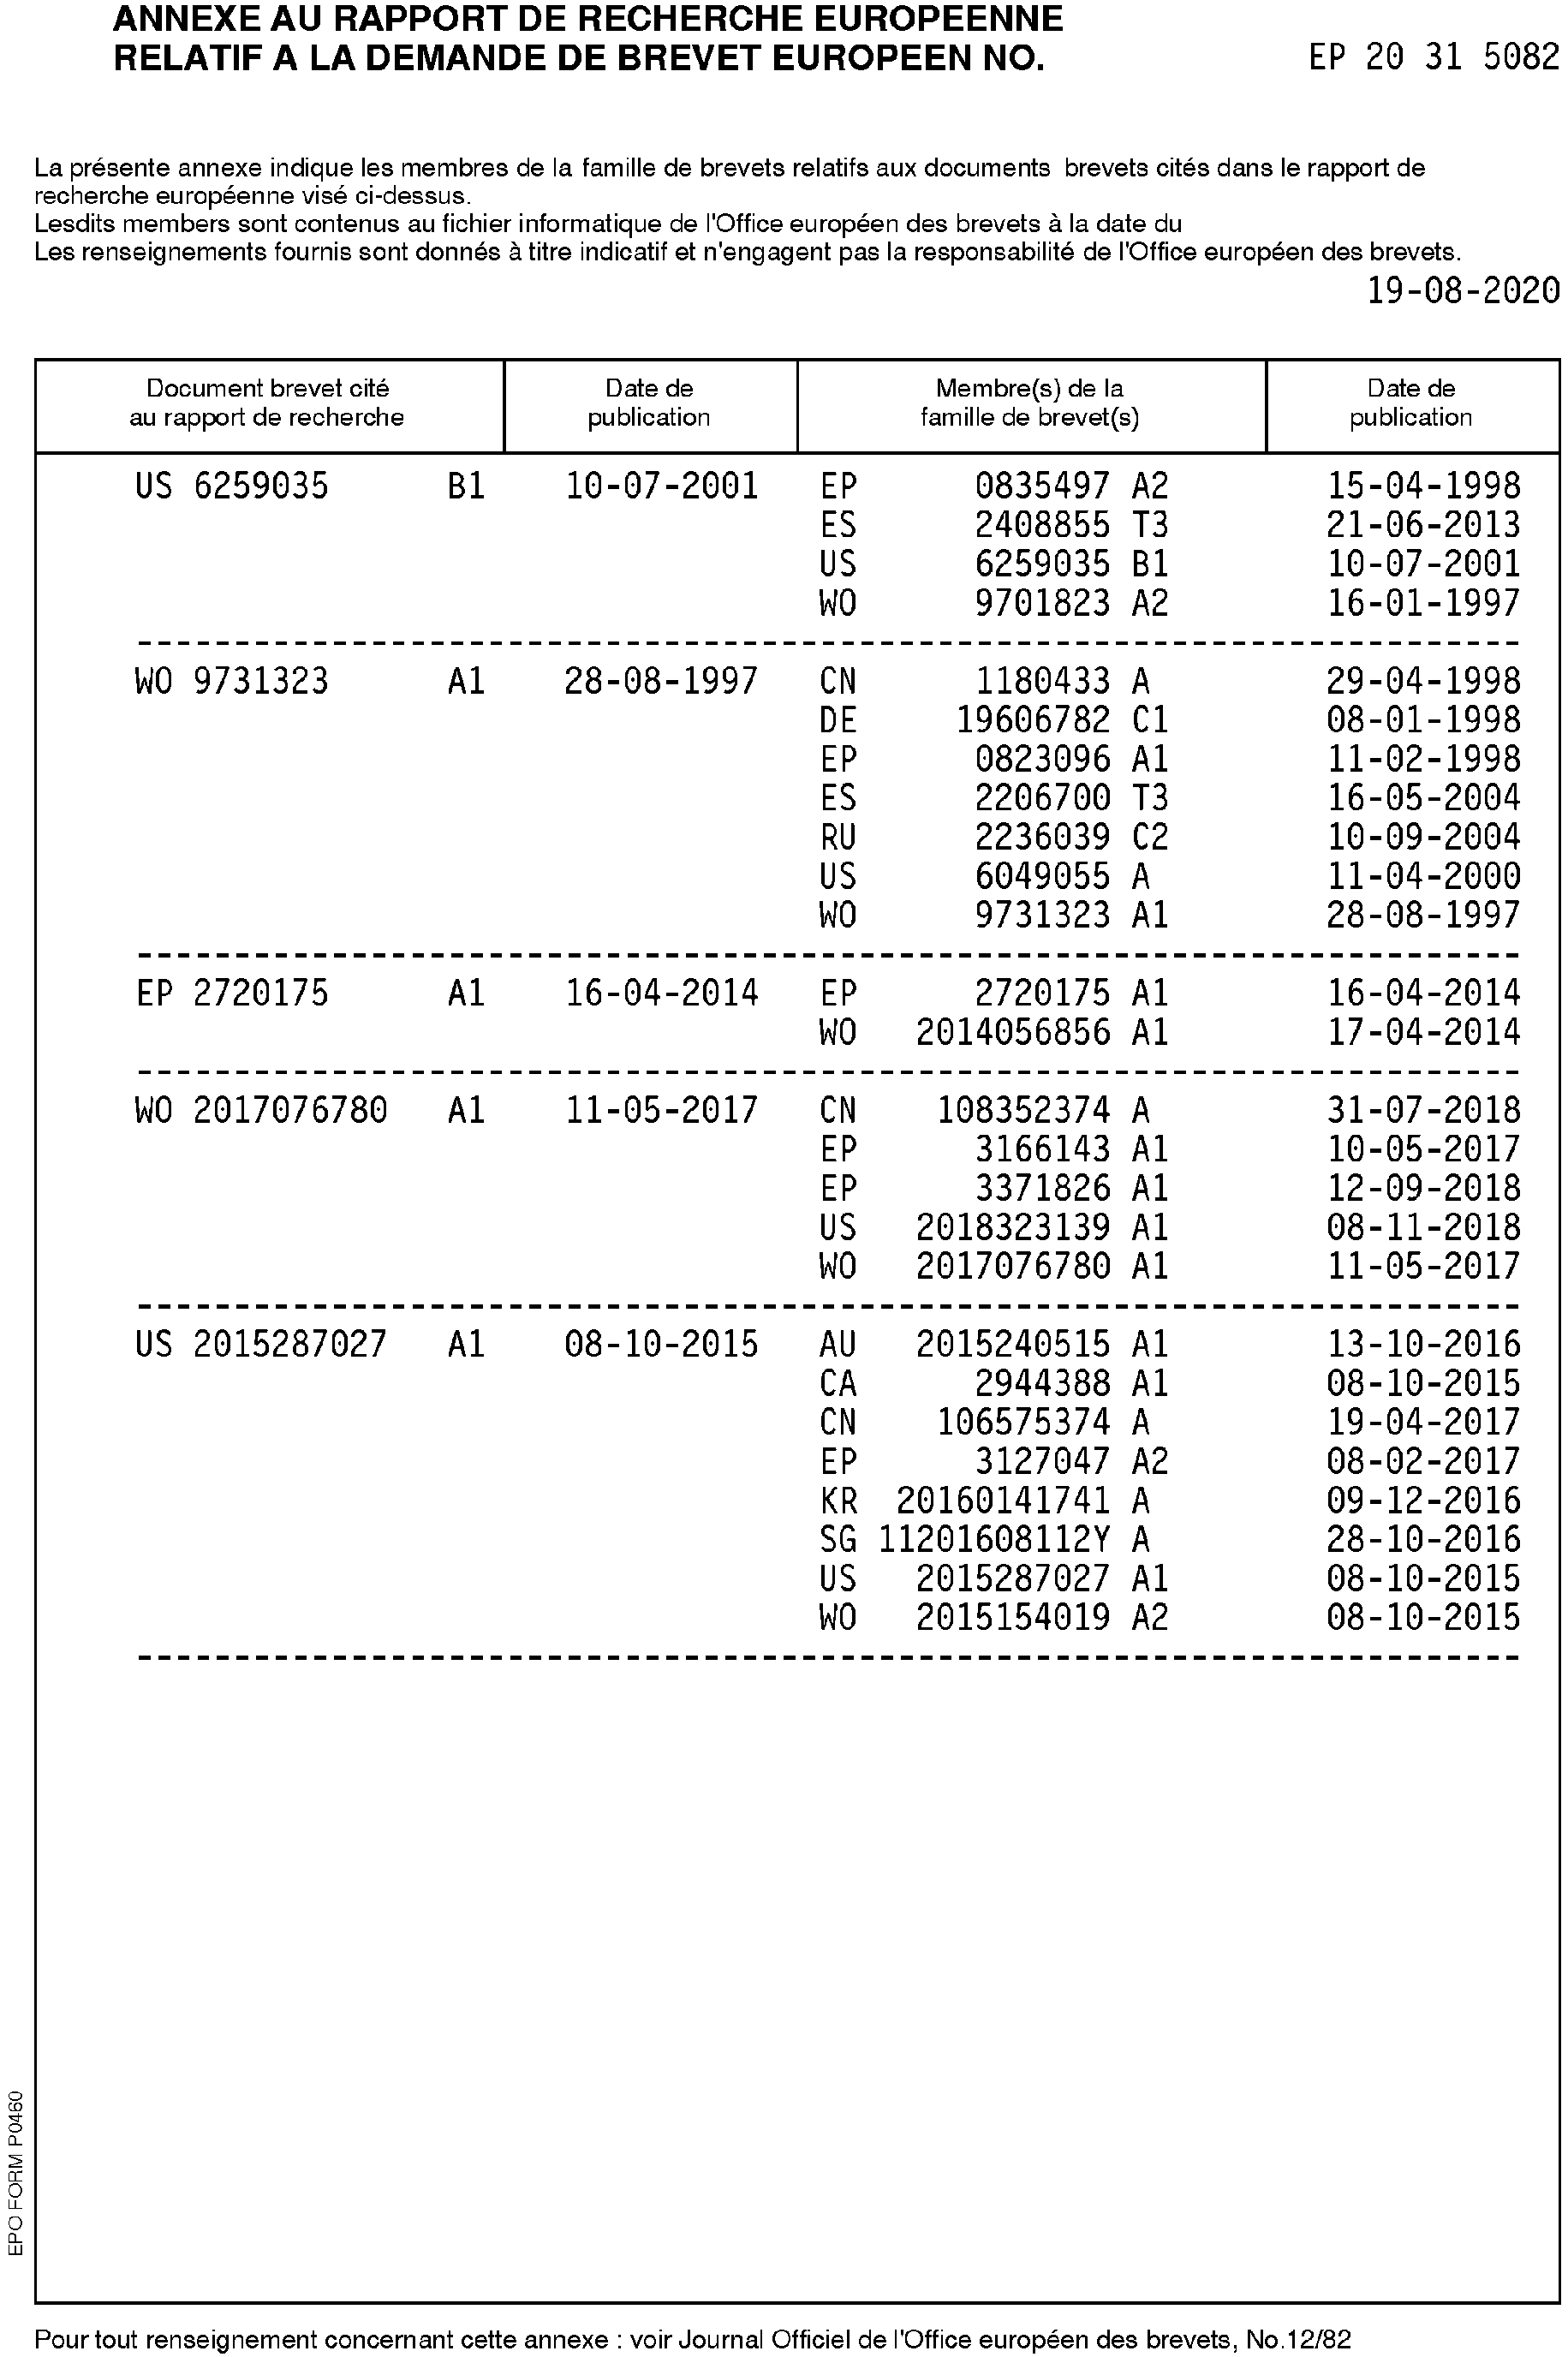 ANNEXE AU RAPPORT DE RECHERCHE EUROPEENNE
RELATIF A LA DEMANDE DE BREVET EUROPEEN NO. EP 20 31 5082
La présente annexe indique les membres de la famille de brevets relatifs aux documents brevets cités dans le rapport de
recherche européenne visé ci-dessus.
Lesdits members sont contenus au fichier informatique de l'Office européen des brevets à la date du
Les renseignements fournis sont donnés à titre indicatif et n'engagent pas la responsabilité de l'Office européen des brevets.
19-08-2020
Document brevet cité Date de Membre(s) de la Date de
au rapport de recherche publication famille de brevet(s) publication
US 6259035 B1 10-07-2001 EP 0835497 A2 15-04-1998
ES 2408855 T3 21-06-2013
US 6259035 B1 10-07-2001
WO 9701823 A2 16-01-1997
WO 9731323 A1 28-08-1997 CN 1180433 A 29-04-1998
DE 19606782 C1 08-01-1998
EP 0823096 A1 11-02-1998
ES 2206700 T3 16-05-2004
RU 2236039 C2 10-09-2004
US 6049055 A 11-04-2000
WO 9731323 A1 28-08-1997
EP 2720175 A1 16-04-2014 EP 2720175 A1 16-04-2014
WO 2014056856 A1 17-04-2014
WO 2017076780 A1 11-05-2017 CN 108352374 A 31-07-2018
EP 3166143 A1 10-05-2017
EP 3371826 A1 12-09-2018
US 2018323139 A1 08-11-2018
WO 2017076780 A1 11-05-2017
US 2015287027 A1 08-10-2015 AU 2015240515 A1 13-10-2016
CA 2944388 A1 08-10-2015
CN 106575374 A 19-04-2017
EP 3127047 A2 08-02-2017
KR 20160141741 A 09-12-2016
SG 11201608112Y A 28-10-2016
US 2015287027 A1 08-10-2015
WO 2015154019 A2 08-10-2015
EPO FORM P0460
Pour tout renseignement concernant cette annexe : voir Journal Officiel de l'Office européen des brevets, No.12/82